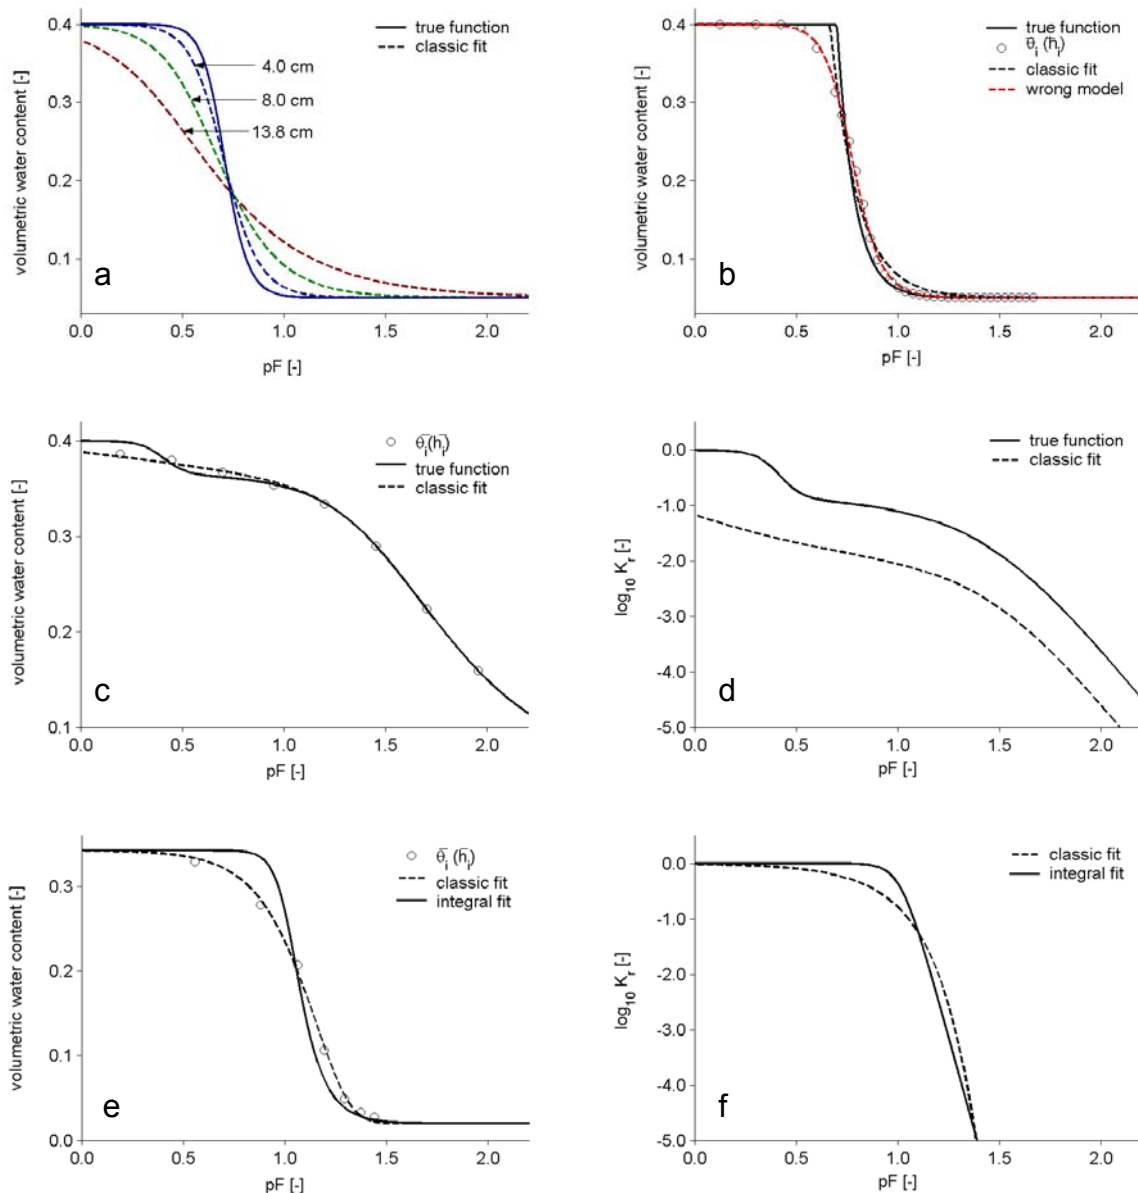 0.4
0.3
0.2
0.1
volumetric water content [-]
true function
classic fit
4.0 cm
8.0 cm
13.8 cm
a
0.0 0.5 1.0 1.5 2.0
pF [-]
0.4
0.3
0.2
0.1
volumetric water content [-]
true function
θ̄i (h̄i)
classic fit
wrong model
b
0.0 0.5 1.0 1.5 2.0
pF [-]
0.4
0.3
0.2
0.1
volumetric water content [-]
θ̄i(h̄i)
true function
classic fit
c
0.0 0.5 1.0 1.5 2.0
pF [-]
0.0
-1.0
-2.0
-3.0
-4.0
-5.0
log10 Kr [-]
true function
classic fit
d
0.0 0.5 1.0 1.5 2.0
pF [-]
0.3
0.2
0.1
0.0
volumetric water content [-]
θ̄i (h̄i)
classic fit
integral fit
e
0.0 0.5 1.0 1.5 2.0
pF [-]
0.0
-1.0
-2.0
-3.0
-4.0
-5.0
log10 Kr [-]
classic fit
integral fit
f
0.0 0.5 1.0 1.5 2.0
pF [-]